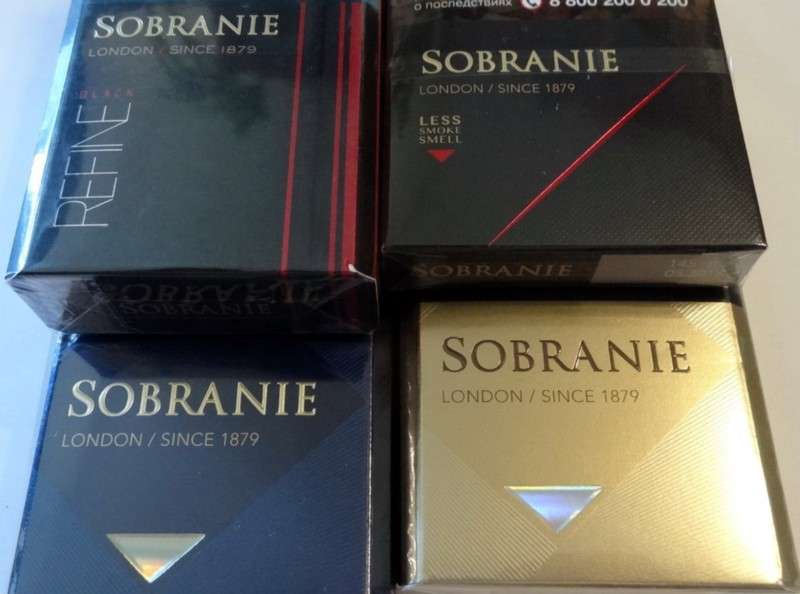 SOBRANIE
LONDON / SINCE 1879
BLACK
REFINE
о последствиях 8 800 200 0 200
SOBRANIE
LONDON / SINCE 1879
LESS
SMOKE
SMELL
SOBRANIE
SOBRANIE
SOBRANIE
LONDON / SINCE 1879
SOBRANIE
LONDON / SINCE 1879